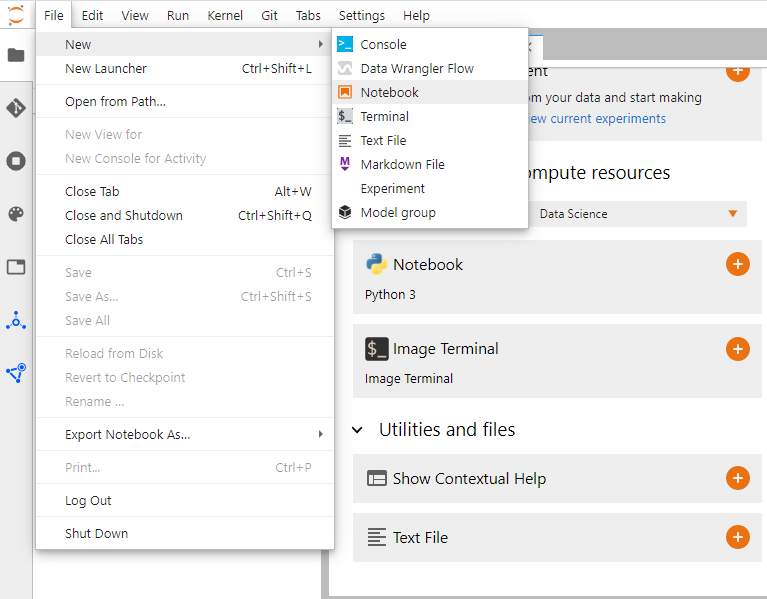 File Edit View Run Kernel Git Tabs Settings Help
New
New Launcher Ctrl+Shift+L
Open from Path...
New View for
New Console for Activity
Close Tab Alt+W
Close and Shutdown Ctrl+Shift+Q
Close All Tabs
Save Ctrl+S
Save As... Ctrl+Shift+S
Save All
Reload from Disk
Revert to Checkpoint
Rename ...
Export Notebook As...
Print... Ctrl+P
Log Out
Shut Down
Console
Data Wrangler Flow
Notebook
$_ Terminal
Text File
M Markdown File
Experiment
Model group
your data and start making
current experiments
resources
Data Science
Notebook
Python 3
$_ Image Terminal
Image Terminal
Utilities and files
Show Contextual Help
Text File